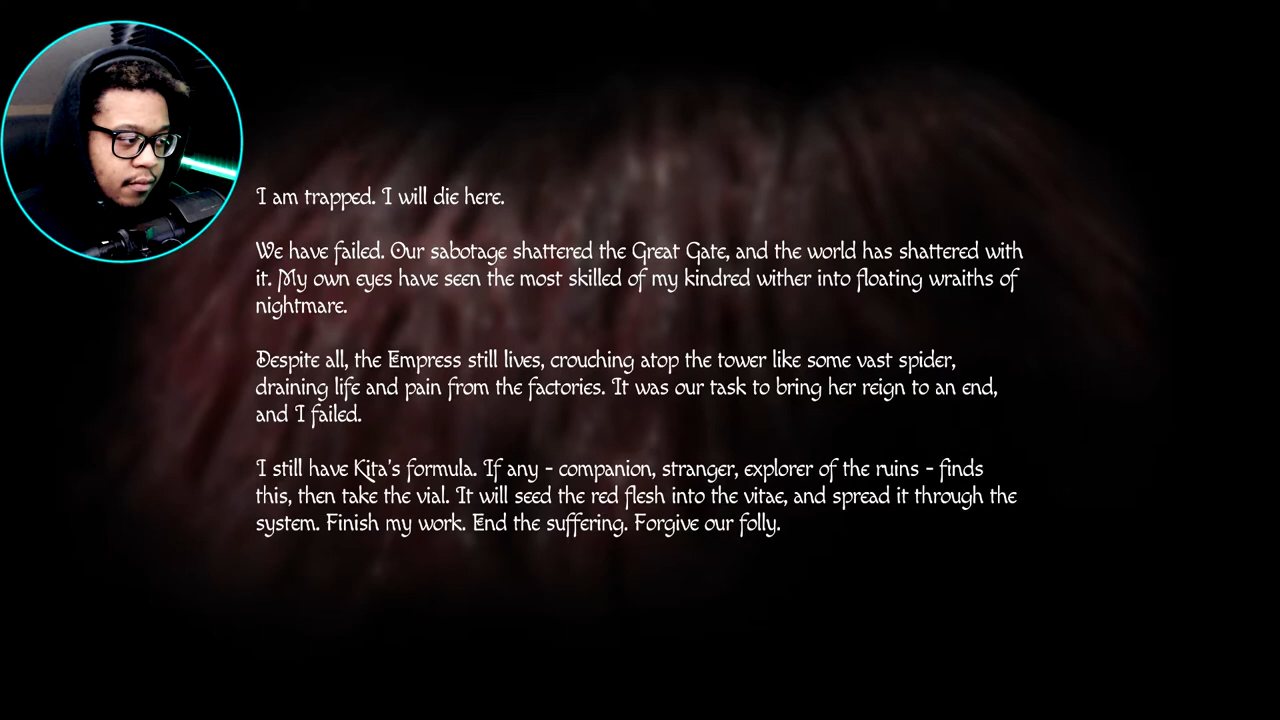 I am trapped. I will die here.
We have failed. Our sabotage shattered the Great Gate, and the world has shattered with
it. My own eyes have seen the most skilled of my kindred wither into floating wraiths of
nightmare.
Despite all, the Empress still lives, crouching atop the tower like some vast spider,
draining life and pain from the factories. It was our task to bring her reign to an end,
and I failed.
I still have Kita's formula. If any - companion, stranger, explorer of the ruins - finds
this, then take the vial. It will seed the red flesh into the vitae, and spread it through the
system. Finish my work. End the suffering. Forgive our folly.